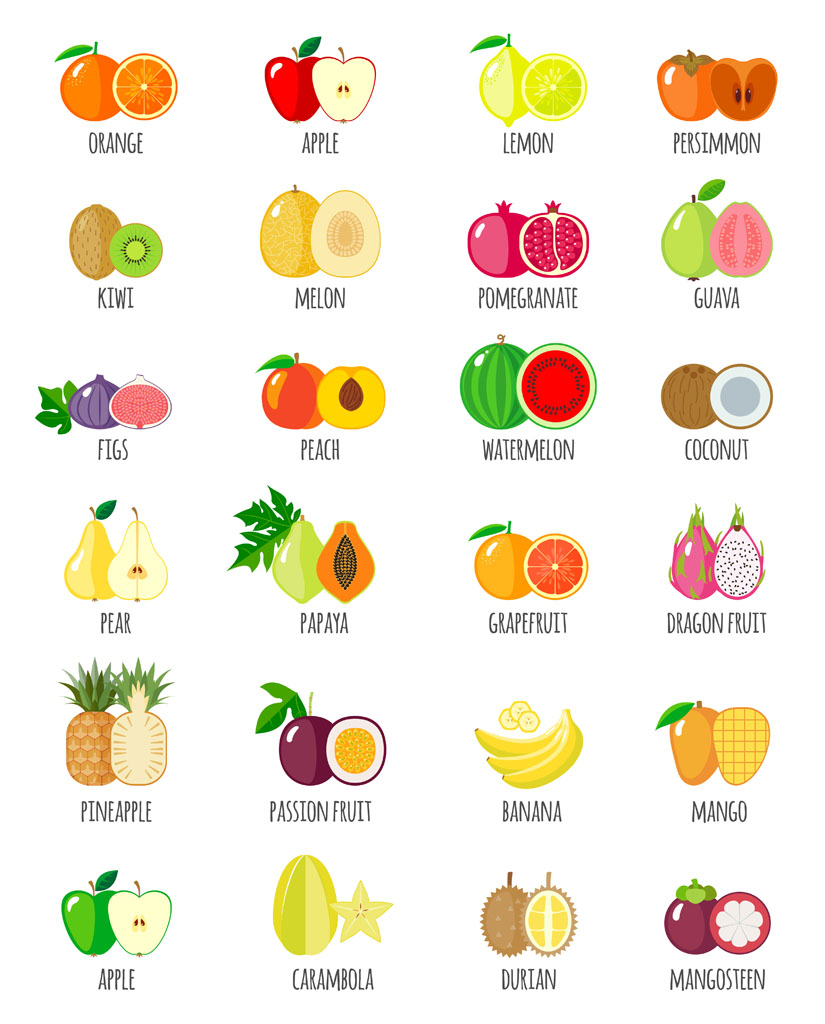 ORANGE
APPLE
LEMON
PERSIMMON
KIWI
MELON
POMEGRANATE
GUAVA
FIGS
PEACH
WATERMELON
COCONUT
PEAR
PAPAYA
GRAPEFRUIT
DRAGON FRUIT
PINEAPPLE
PASSION FRUIT
BANANA
MANGO
APPLE
CARAMBOLA
DURIAN
MANGOSTEEN